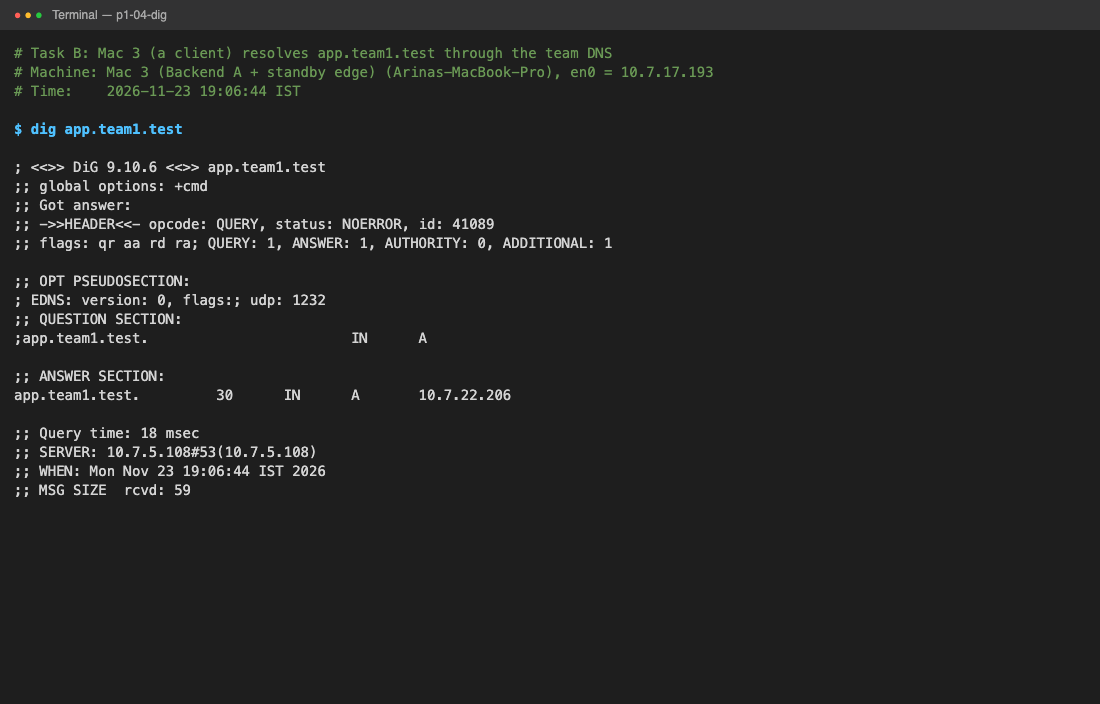 Terminal — p1-04-dig
# Task B: Mac 3 (a client) resolves app.team1.test through the team DNS
# Machine: Mac 3 (Backend A + standby edge) (Arinas-MacBook-Pro), en0 = 10.7.17.193
# Time:    2026-11-23 19:06:44 IST
$ dig app.team1.test
; <<>> DiG 9.10.6 <<>> app.team1.test
;; global options: +cmd
;; Got answer:
;; ->>HEADER<<- opcode: QUERY, status: NOERROR, id: 41089
;; flags: qr aa rd ra; QUERY: 1, ANSWER: 1, AUTHORITY: 0, ADDITIONAL: 1
;; OPT PSEUDOSECTION:
; EDNS: version: 0, flags:; udp: 1232
;; QUESTION SECTION:
;app.team1.test.                        IN      A
;; ANSWER SECTION:
app.team1.test.         30      IN      A       10.7.22.206
;; Query time: 18 msec
;; SERVER: 10.7.5.108#53(10.7.5.108)
;; WHEN: Mon Nov 23 19:06:44 IST 2026
;; MSG SIZE  rcvd: 59